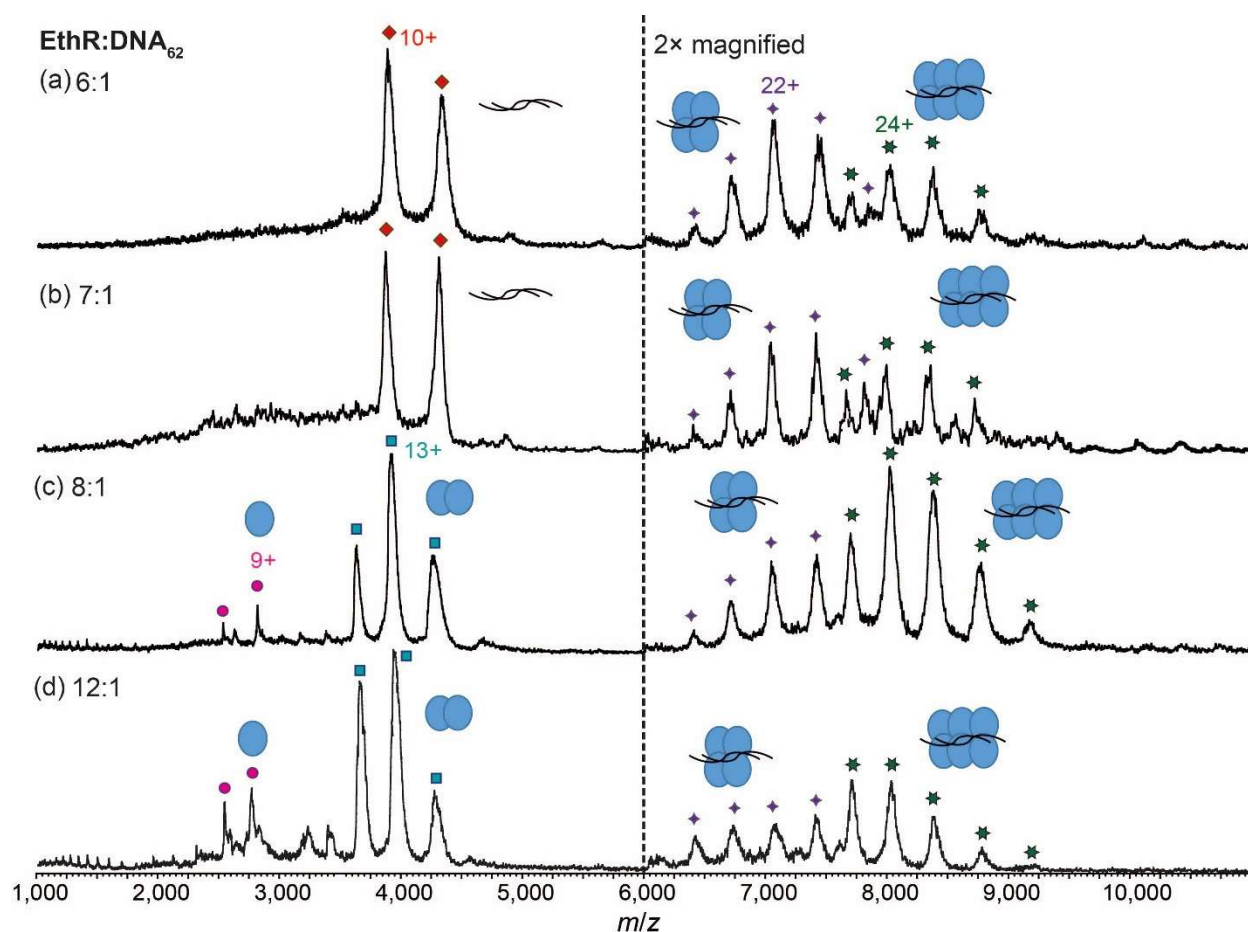 EthR:DNA62
2× magnified
(a) 6:1
10+
22+
24+
(b) 7:1
13+
(c) 8:1
9+
(d) 12:1
1,000 2,000 3,000 4,000 5,000 6,000 7,000 8,000 9,000 10,000
m/z